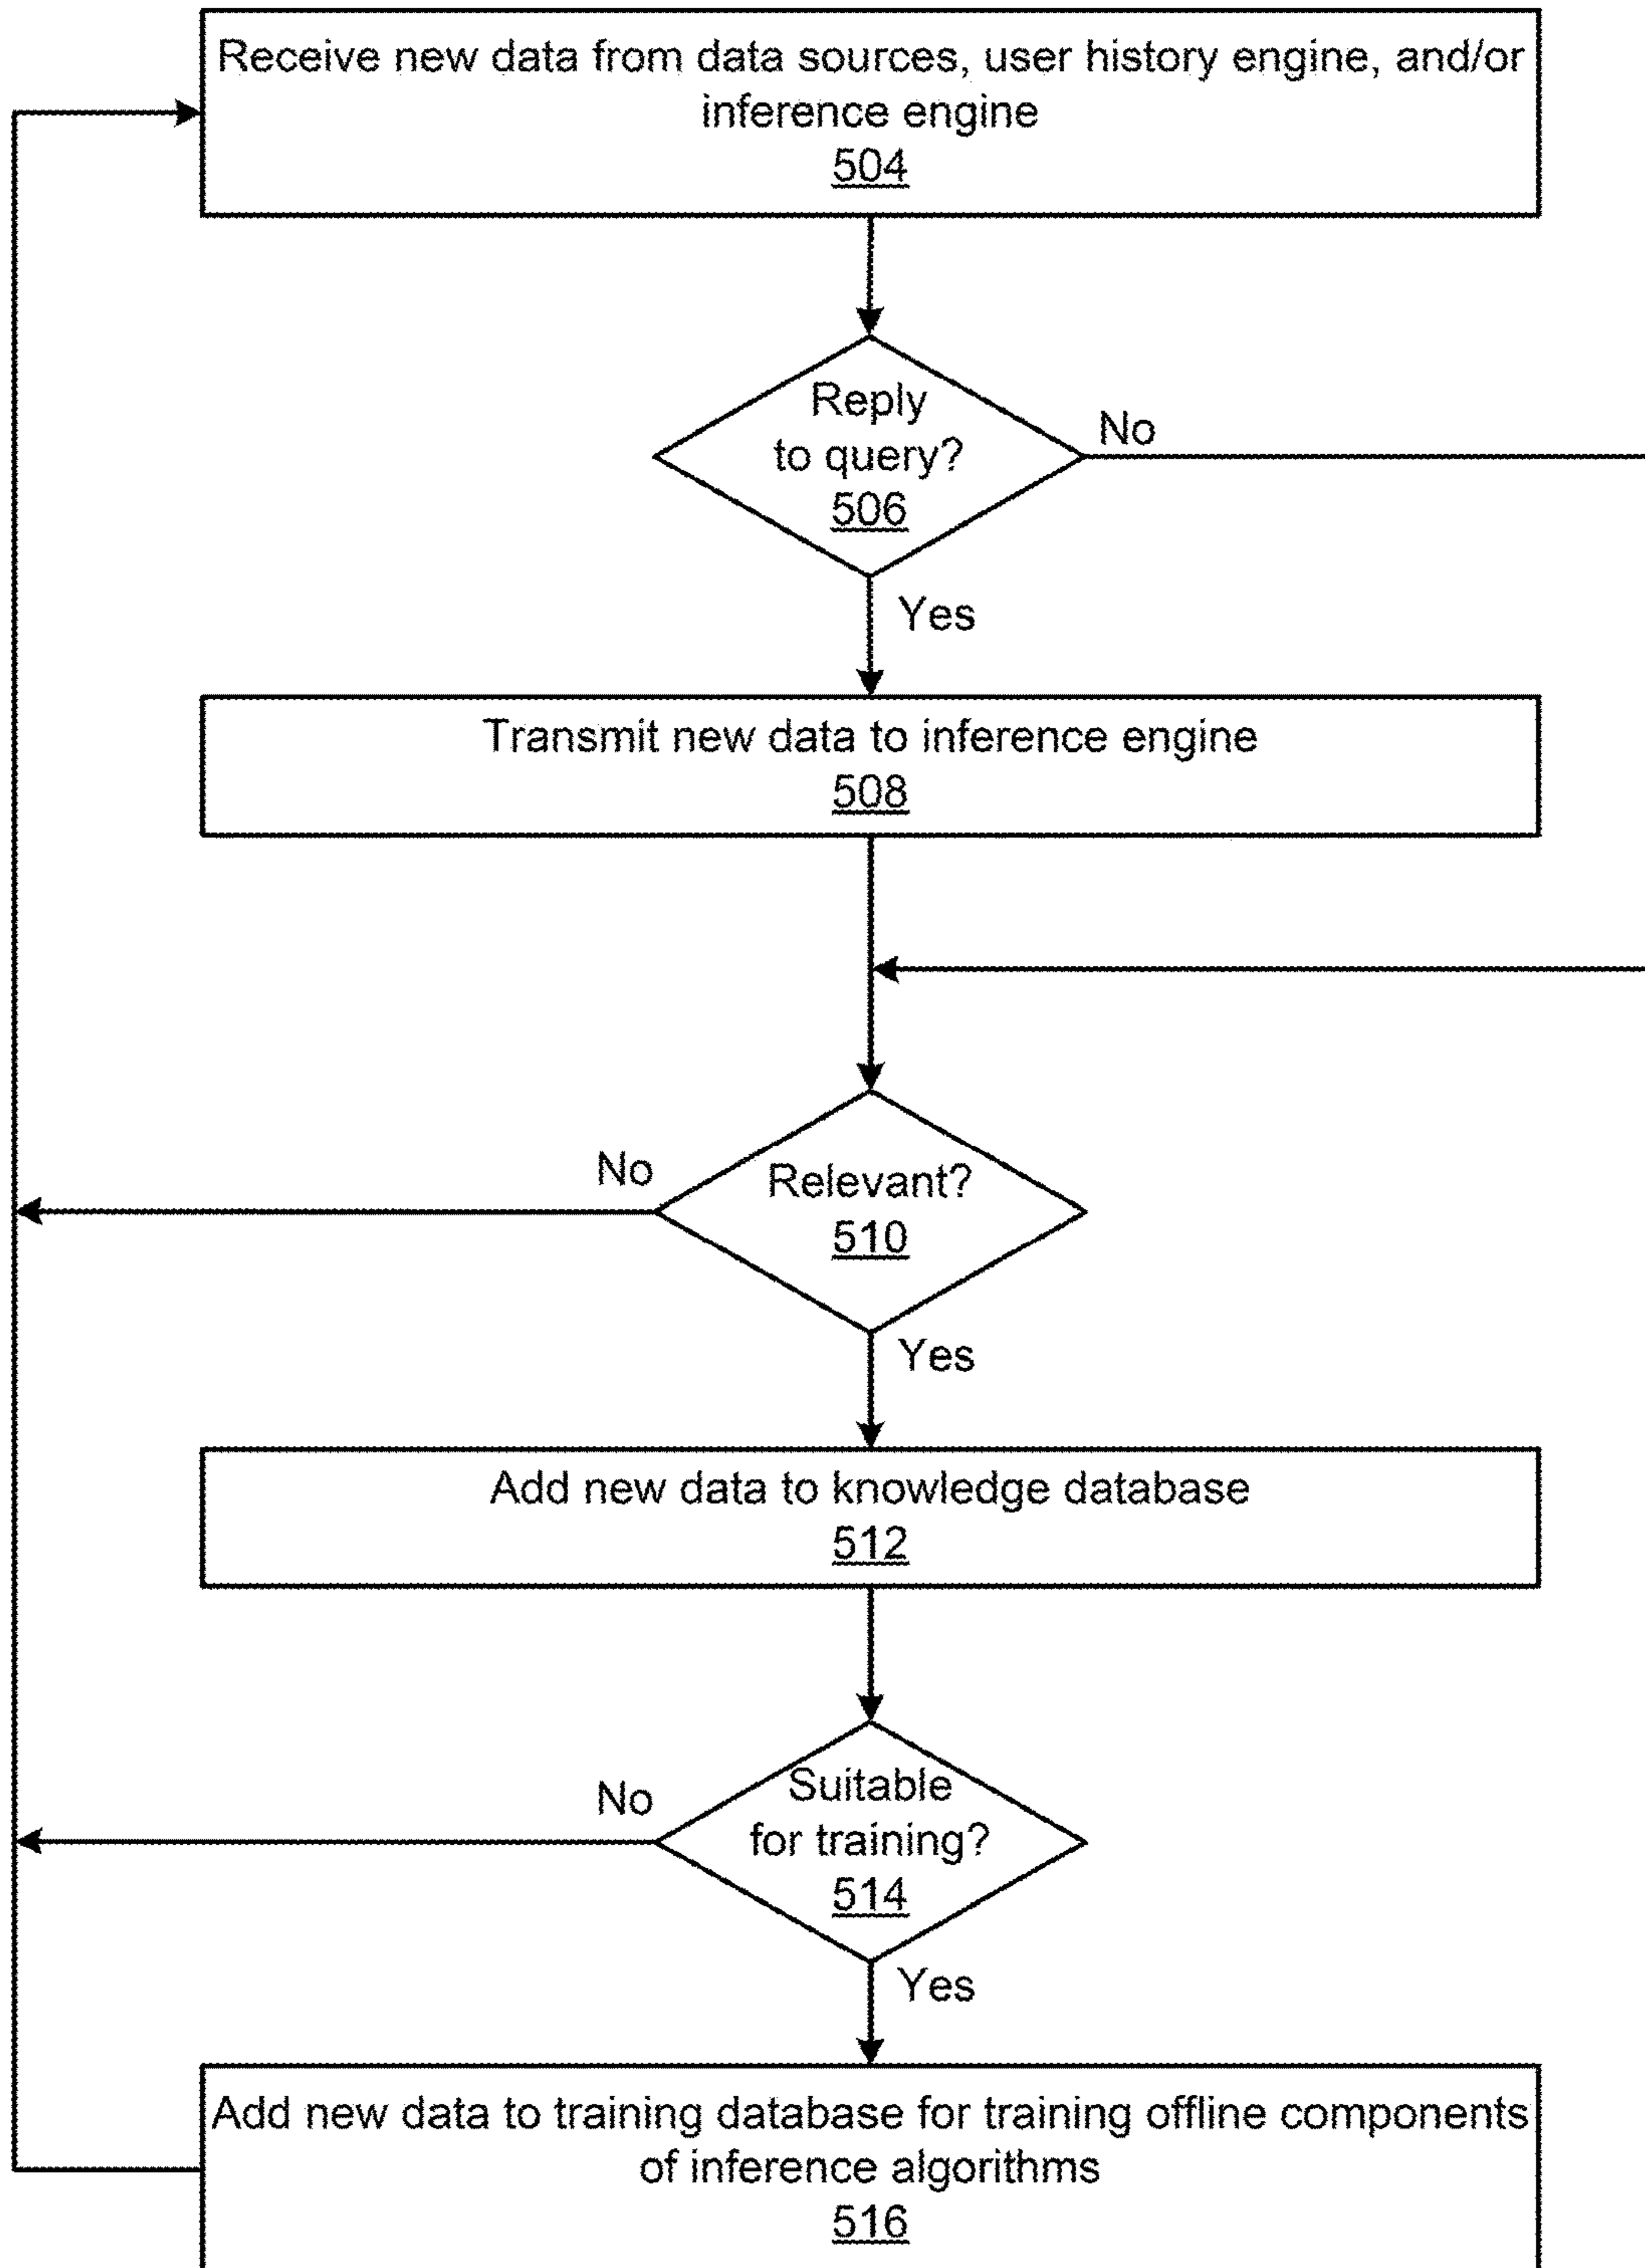 Receive new data from data sources, user history engine, and/or
inference engine
504
Reply
to query?
506
No
Yes
Transmit new data to inference engine
508
No
Relevant?
510
Yes
Add new data to knowledge database
512
No
Suitable
for training?
514
Yes
Add new data to training database for training offline components
of inference algorithms
516